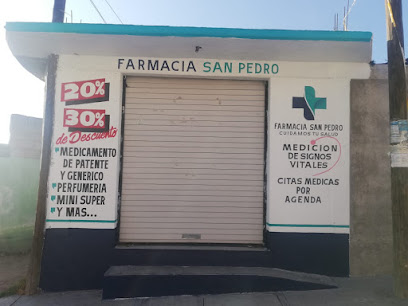 FARMACIA SAN PEDRO
20%
30%
de Descuento
MEDICAMENTO
DE PATENTE
Y GENERICO
PERFUMERIA
MINI SUPER
Y MAS...
FARMACIA SAN PEDRO
CUIDAMOS TU SALUD
MEDICION
DE SIGNOS
VITALES
CITAS MEDICAS
POR
AGENDA